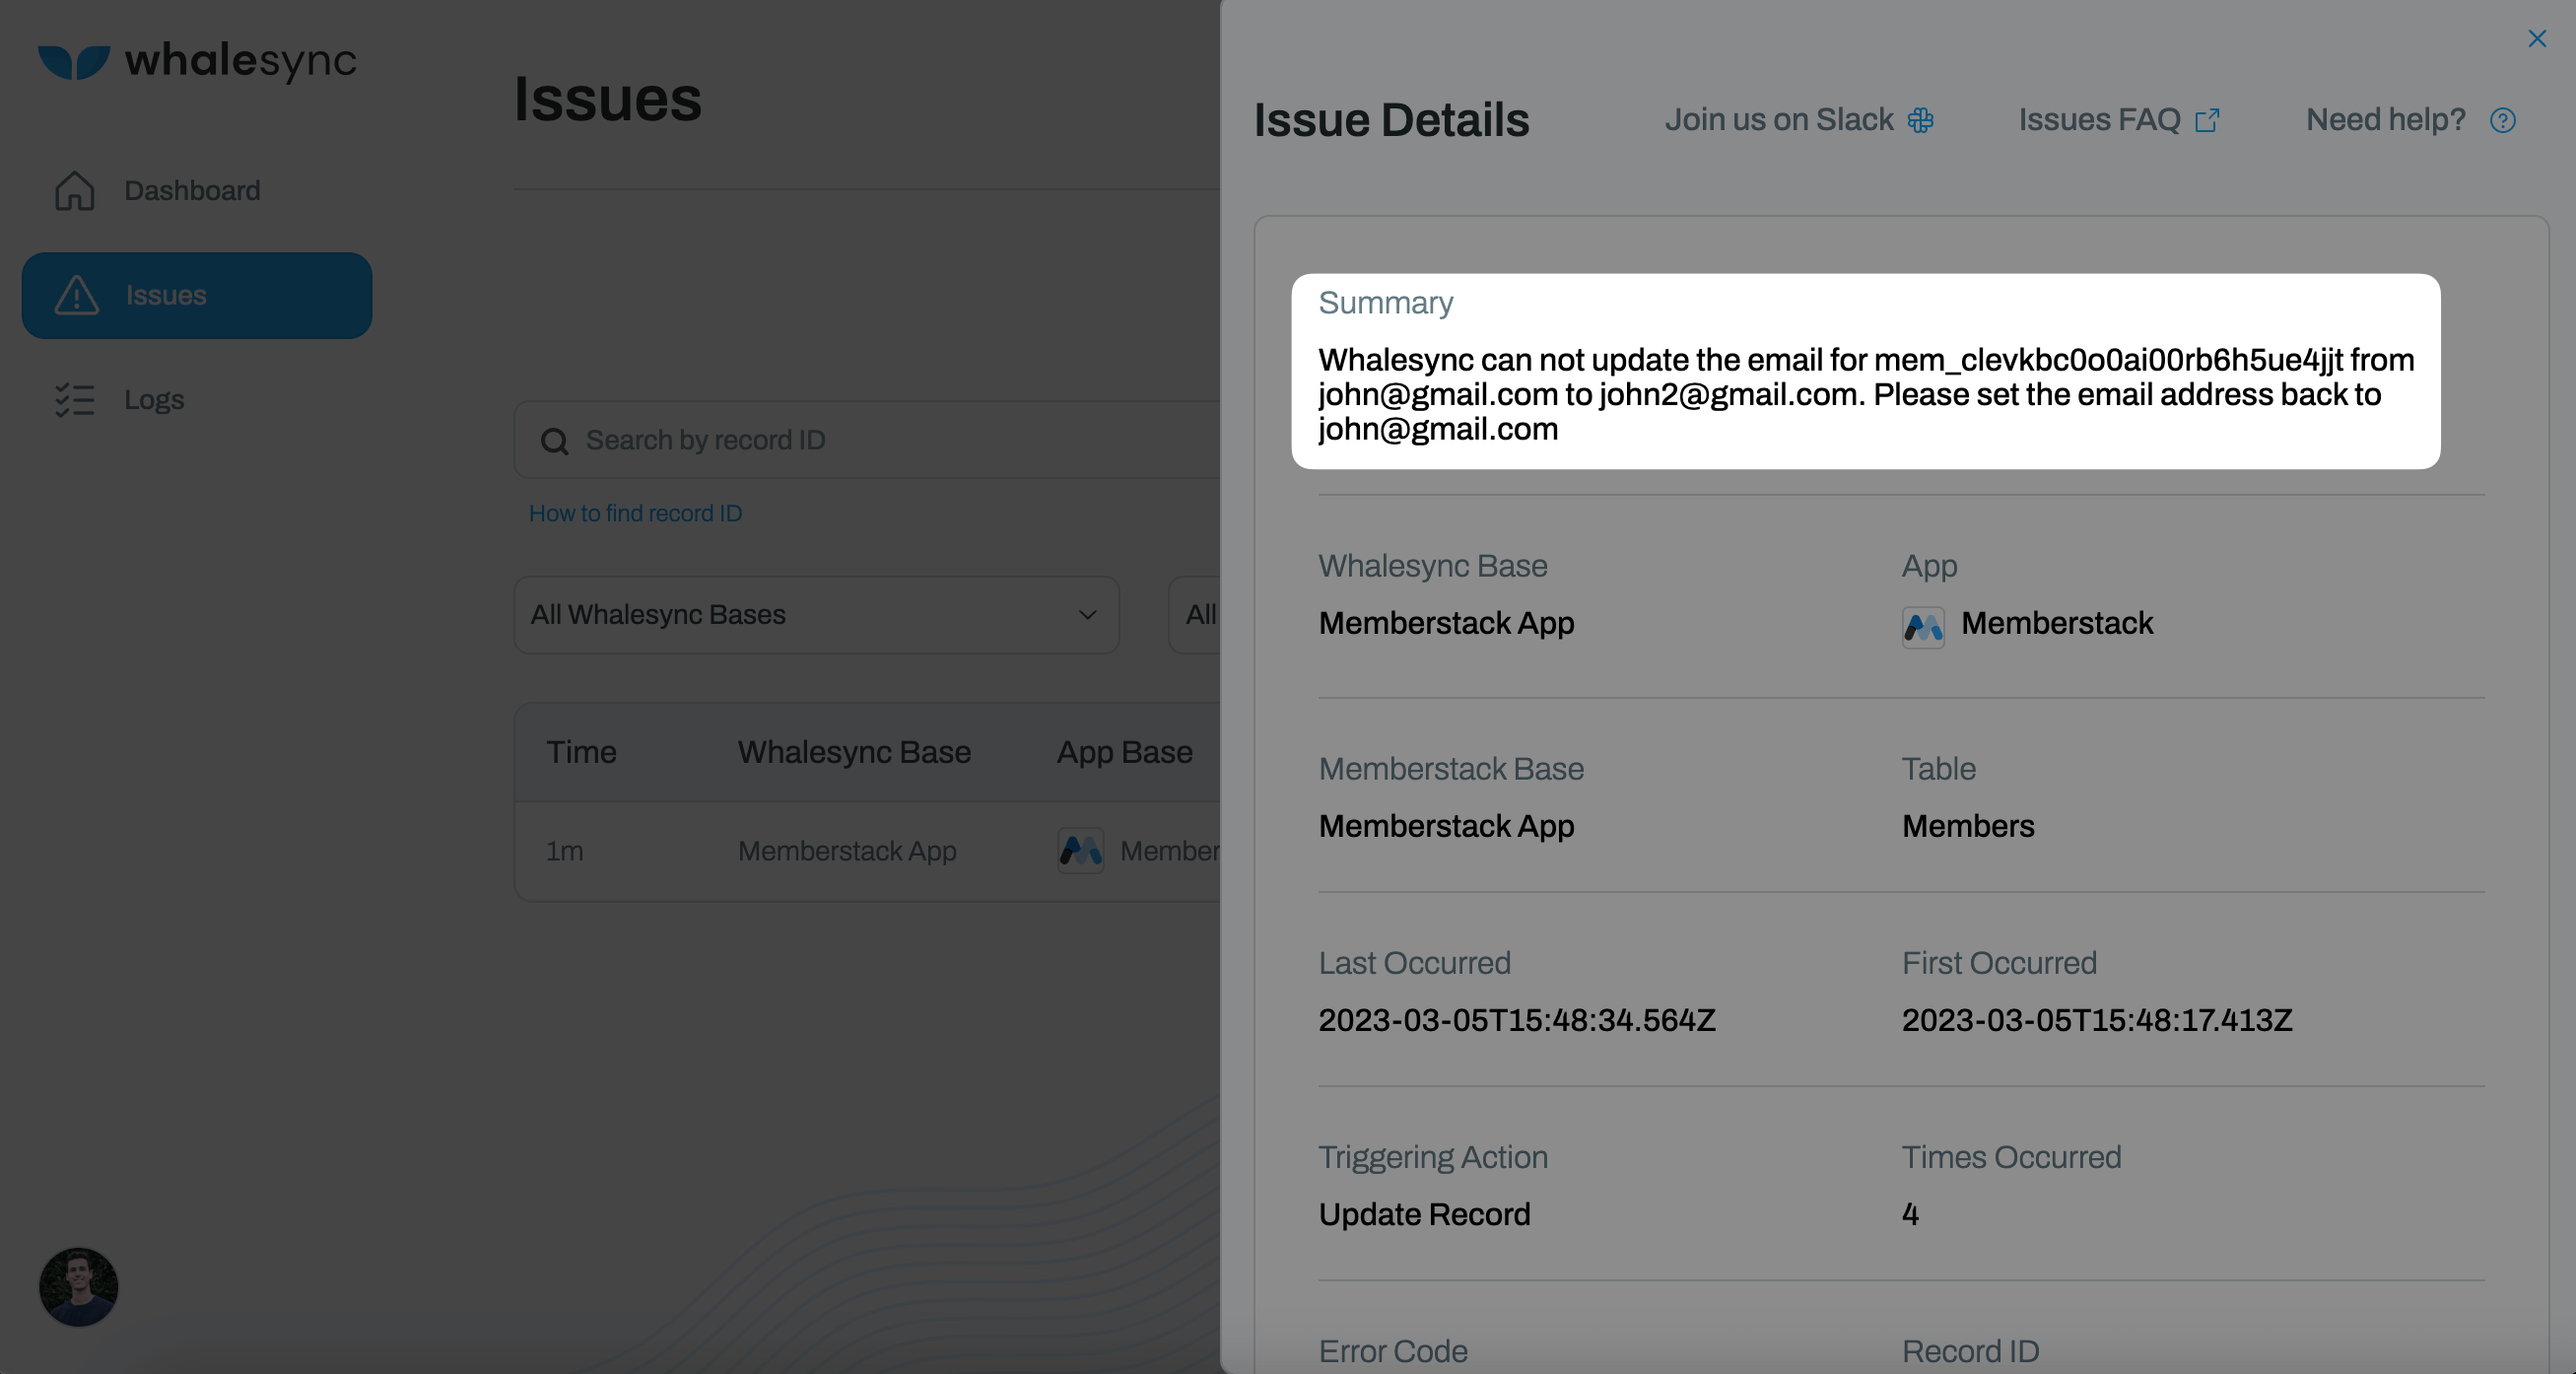 whalesync
Dashboard
Issues
Logs
Issues
Search by record ID
How to find record ID
All Whalesync Bases
All
Time Whalesync Base App Base
1m Memberstack App Member
Issue Details Join us on Slack Issues FAQ Need help?
Summary
Whalesync can not update the email for mem_clevkbc0o0ai00rb6h5ue4jjt from
john@gmail.com to john2@gmail.com. Please set the email address back to
john@gmail.com
Whalesync Base App
Memberstack App Memberstack
Memberstack Base Table
Memberstack App Members
Last Occurred First Occurred
2023-03-05T15:48:34.564Z 2023-03-05T15:48:17.413Z
Triggering Action Times Occurred
Update Record 4
Error Code Record ID